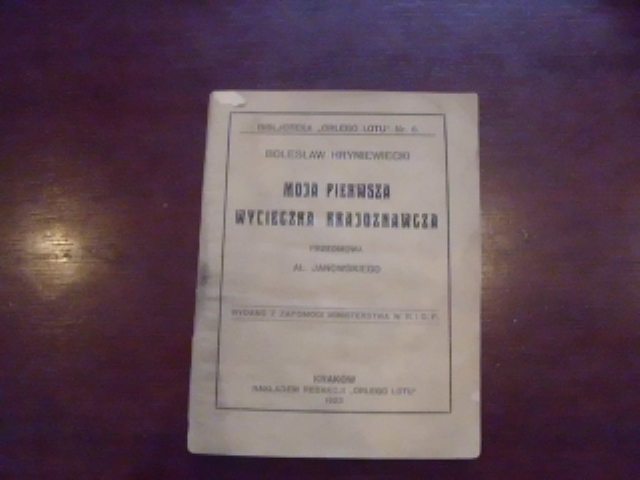 BIBLJOTEKA „ORLEGO LOTU" Nr. 6
BOLESŁAW HRYNIEWIECKI
MOJA PIERWSZA
WYCIECZKA KRAJOZNAWCZA
PRZEDMOWA
AL. JANOWSKIEGO
WYDANO Z ZAPOMOGI MINISTERSTWA W. R. I O. P.
KRAKÓW
NAKŁADEM REDAKCJI „ORLEGO LOTU"